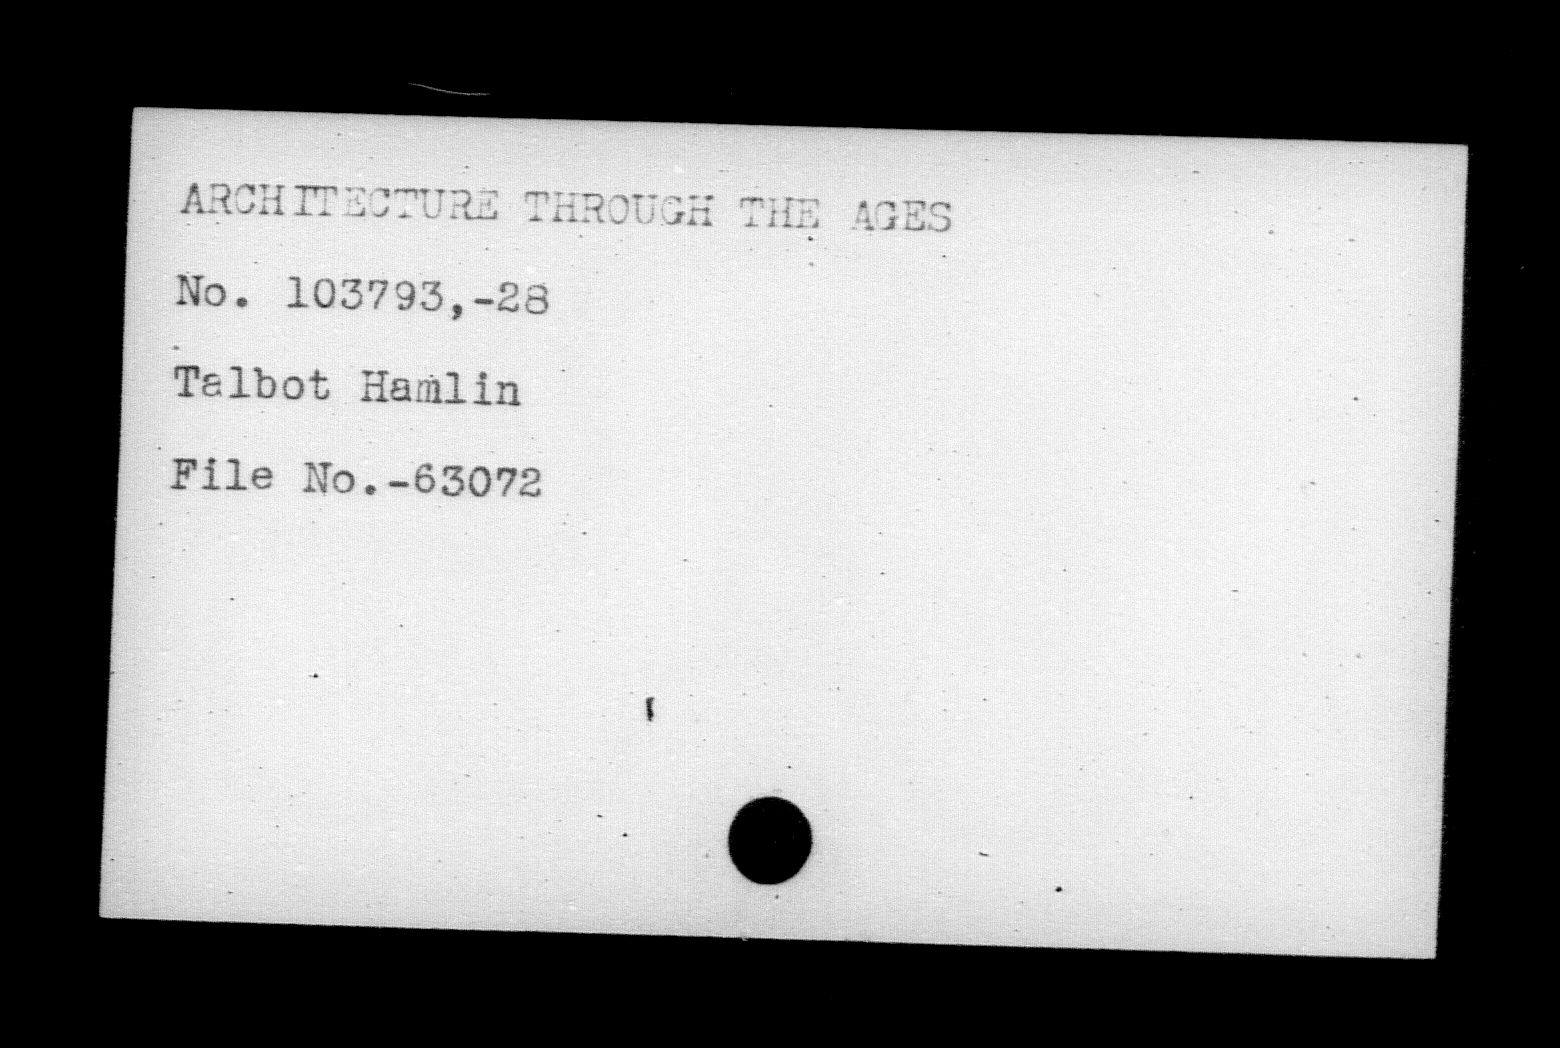 ARCHITECTURE THROUGH THE AGES
No. 103793,-28
Talbot Hamlin
File No.-63072